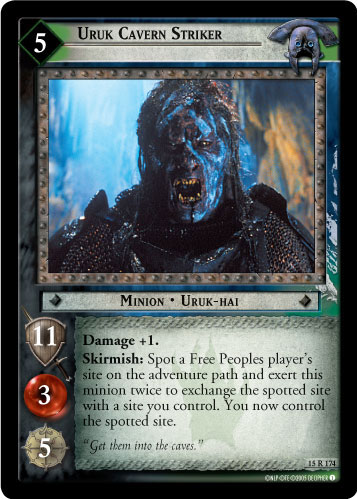 5
Uruk Cavern Striker
Minion • Uruk-hai
11
3
5
Damage +1.
Skirmish: Spot a Free Peoples player's
site on the adventure path and exert this
minion twice to exchange the spotted site
with a site you control. You now control
the spotted site.
"Get them into the caves."
15 R 174